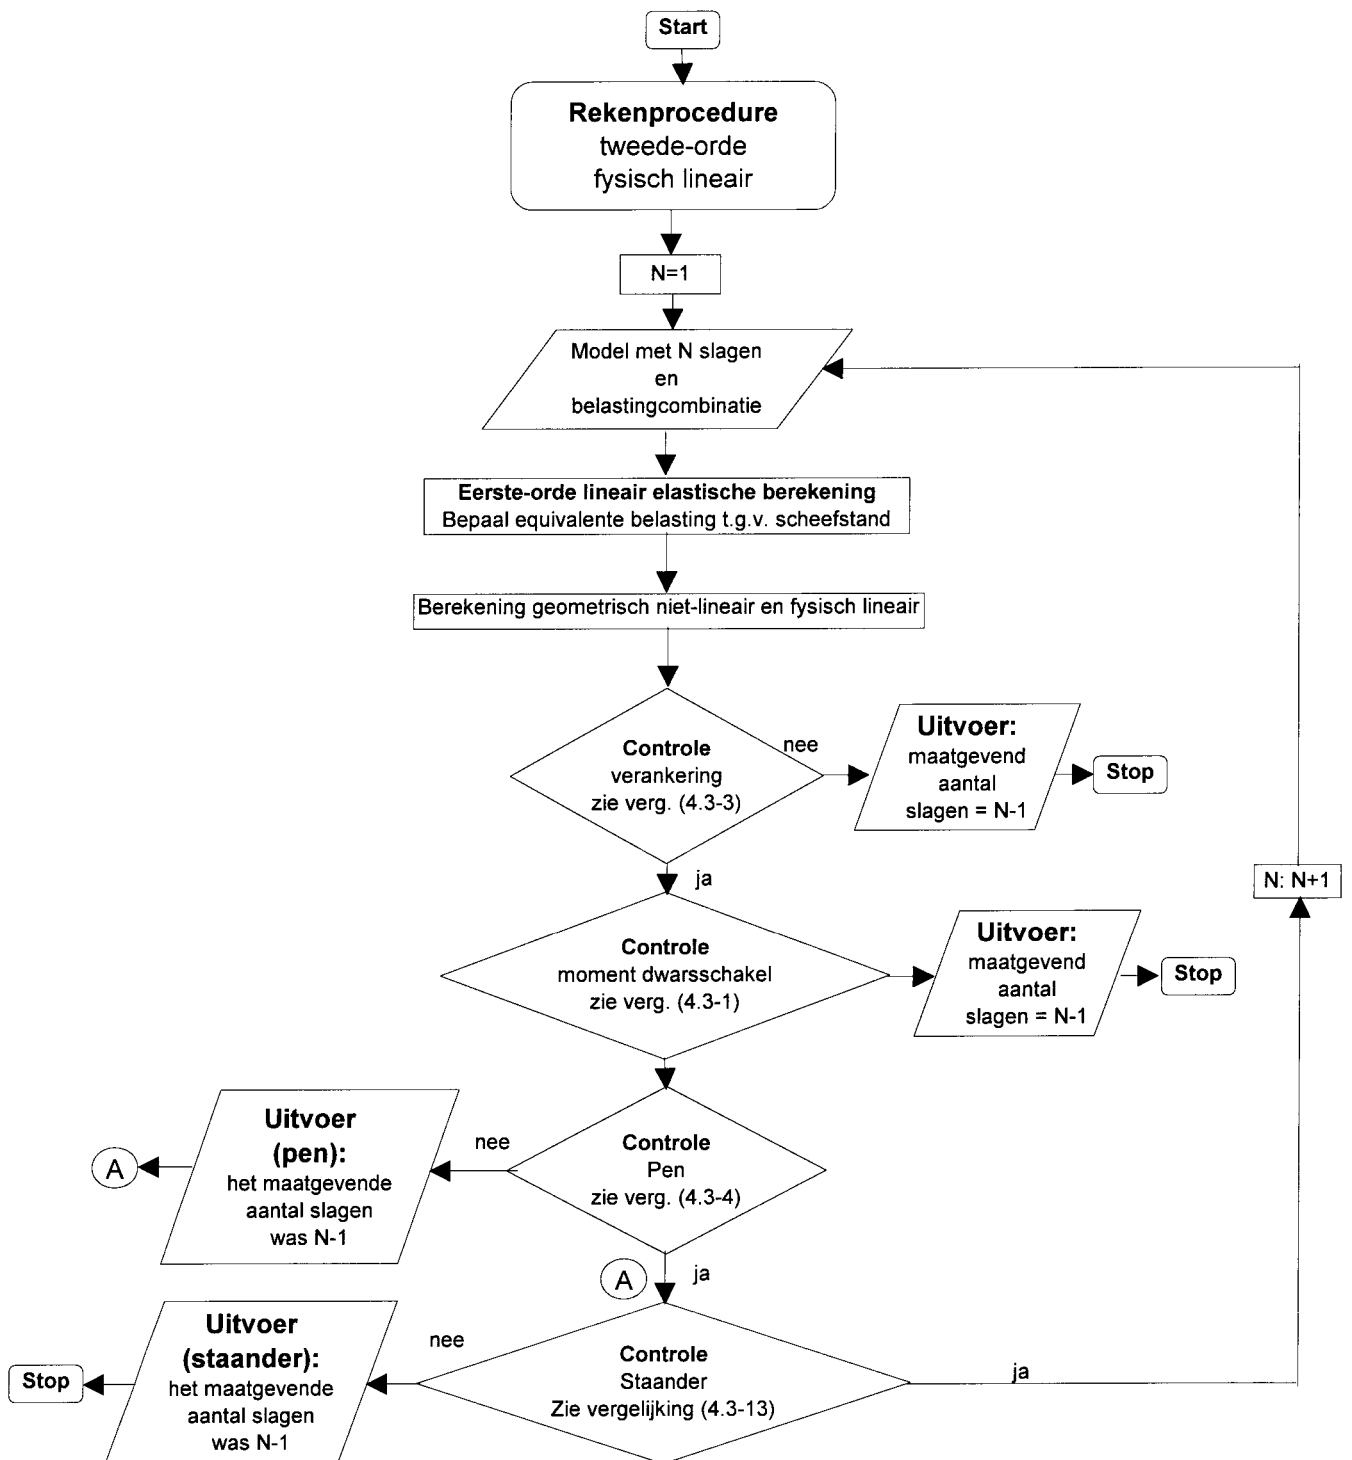 Start
Rekenprocedure
tweede-orde
fysisch lineair
N=1
Model met N slagen
en
belastingcombinatie
Eerste-orde lineair elastische berekening
Bepaal equivalente belasting t.g.v. scheefstand
Berekening geometrisch niet-lineair en fysisch lineair
Controle
verankering
zie verg. (4.3-3)
nee
Uitvoer:
maatgevend
aantal
slagen = N-1
Stop
ja
N: N+1
Controle
moment dwarsschakel
zie verg. (4.3-1)
Uitvoer:
maatgevend
aantal
slagen = N-1
Stop
Controle
Pen
zie verg. (4.3-4)
nee
Uitvoer
(pen):
het maatgevende
aantal slagen
was N-1
A
A
ja
Controle
Staander
Zie vergelijking (4.3-13)
nee
Uitvoer
(staander):
het maatgevende
aantal slagen
was N-1
Stop
ja